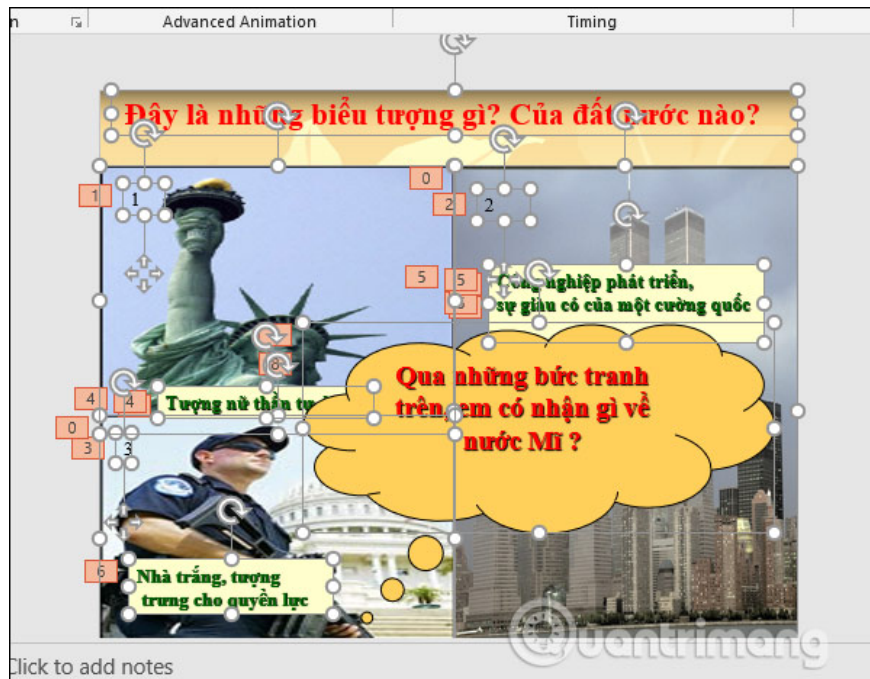 n
Advanced Animation
Timing
Đây là những biểu tượng gì? Của đất nước nào?
1
1
0
2
2
5
5
Công nghiệp phát triển,
sự giàu có của một cường quốc
8
Qua những bức tranh
trên, em có nhận gì về
nước Mĩ ?
4
4
Tượng nữ thần tự
0
3
3
6
Nhà trắng, tượng
trưng cho quyền lực
Quantrimang
Click to add notes